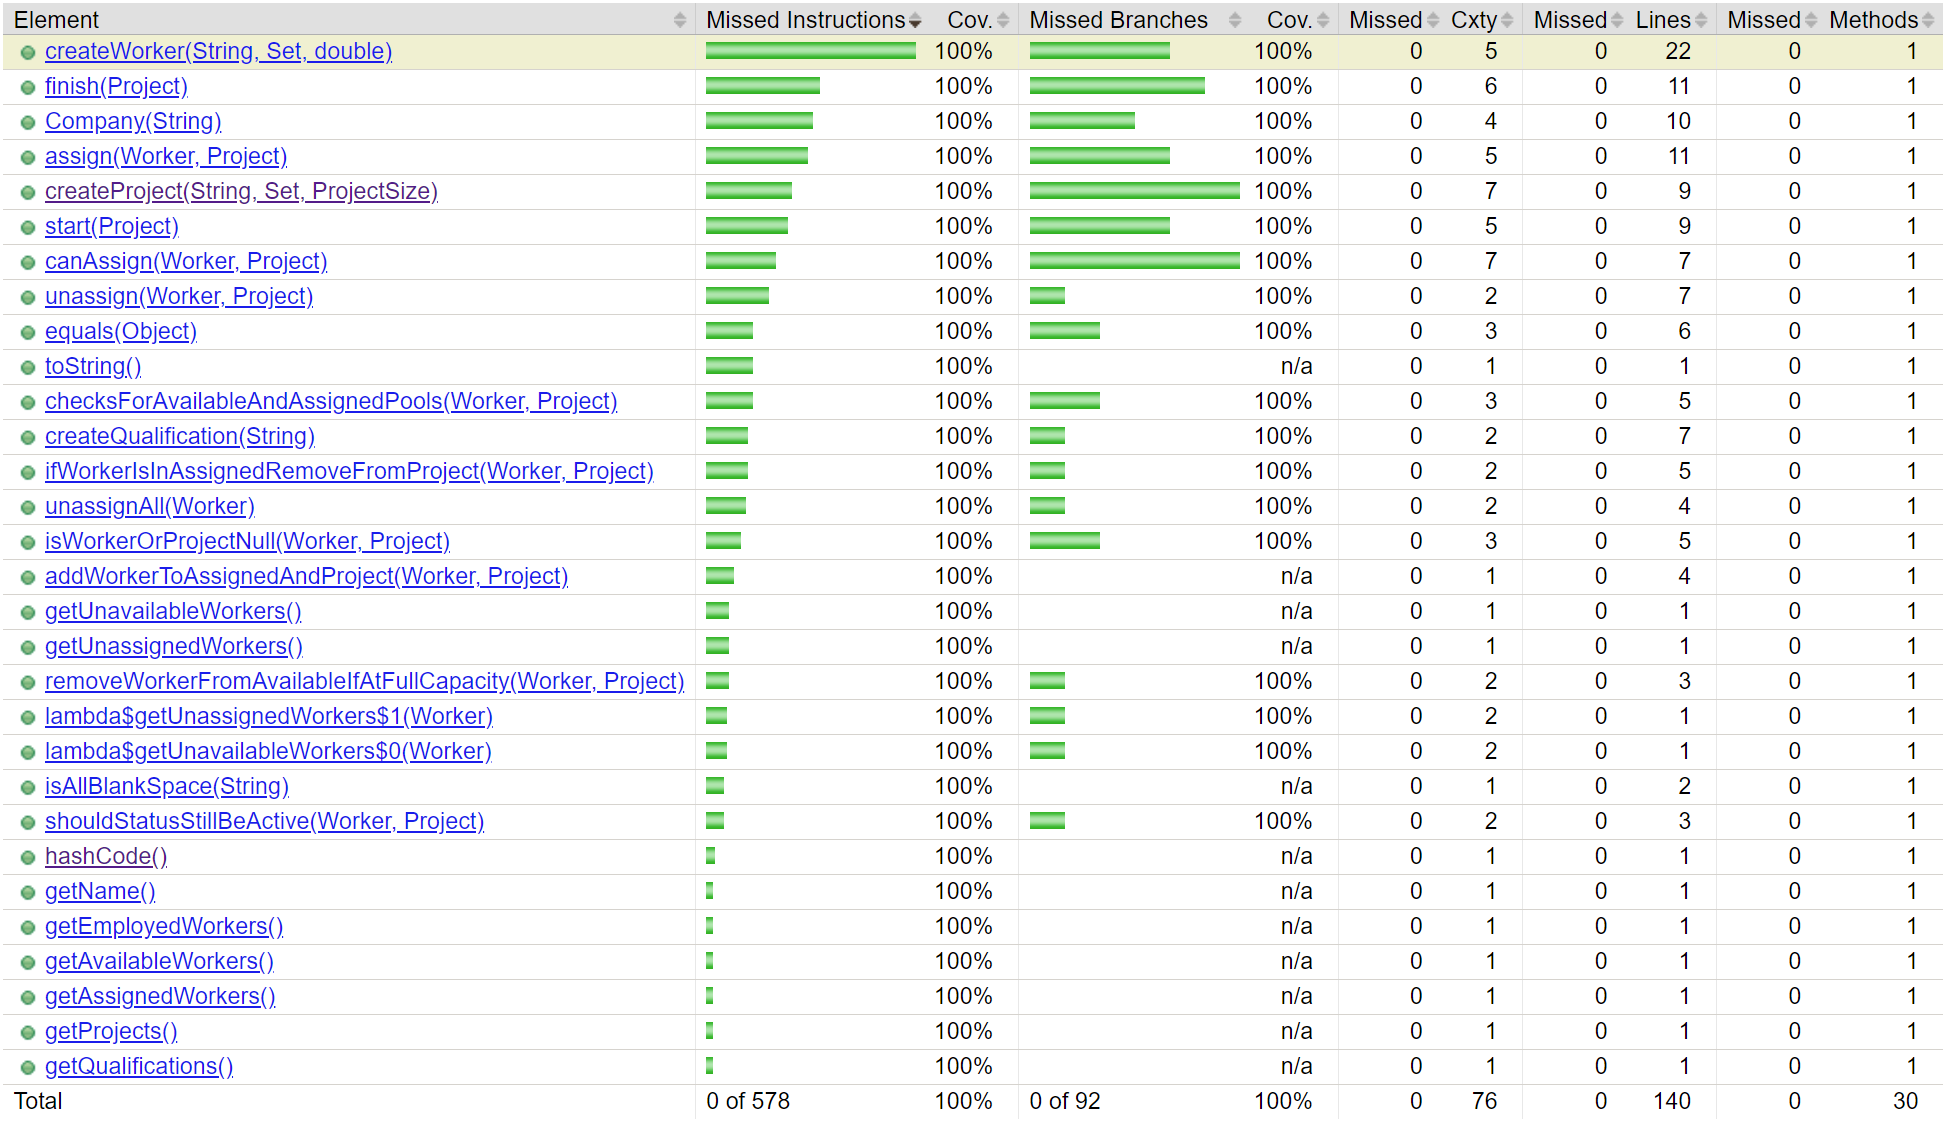 Element Missed Instructions Cov. Missed Branches Cov. Missed Cxty Missed Lines Missed Methods
createWorker(String, Set, double) 100% 100% 0 5 0 22 0 1
finish(Project) 100% 100% 0 6 0 11 0 1
Company(String) 100% 100% 0 4 0 10 0 1
assign(Worker, Project) 100% 100% 0 5 0 11 0 1
createProject(String, Set, ProjectSize) 100% 100% 0 7 0 9 0 1
start(Project) 100% 100% 0 5 0 9 0 1
canAssign(Worker, Project) 100% 100% 0 7 0 7 0 1
unassign(Worker, Project) 100% 100% 0 2 0 7 0 1
equals(Object) 100% 100% 0 3 0 6 0 1
toString() 100% n/a 0 1 0 1 0 1
checksForAvailableAndAssignedPools(Worker, Project) 100% 100% 0 3 0 5 0 1
createQualification(String) 100% 100% 0 2 0 7 0 1
ifWorkerIsInAssignedRemoveFromProject(Worker, Project) 100% 100% 0 2 0 5 0 1
unassignAll(Worker) 100% 100% 0 2 0 4 0 1
isWorkerOrProjectNull(Worker, Project) 100% 100% 0 3 0 5 0 1
addWorkerToAssignedAndProject(Worker, Project) 100% n/a 0 1 0 4 0 1
getUnavailableWorkers() 100% n/a 0 1 0 1 0 1
getUnassignedWorkers() 100% n/a 0 1 0 1 0 1
removeWorkerFromAvailableIfAtFullCapacity(Worker, Project) 100% 100% 0 2 0 3 0 1
lambda$getUnassignedWorkers$1(Worker) 100% 100% 0 2 0 1 0 1
lambda$getUnavailableWorkers$0(Worker) 100% 100% 0 2 0 1 0 1
isAllBlankSpace(String) 100% n/a 0 1 0 2 0 1
shouldStatusStillBeActive(Worker, Project) 100% 100% 0 2 0 3 0 1
hashCode() 100% n/a 0 1 0 1 0 1
getName() 100% n/a 0 1 0 1 0 1
getEmployedWorkers() 100% n/a 0 1 0 1 0 1
getAvailableWorkers() 100% n/a 0 1 0 1 0 1
getAssignedWorkers() 100% n/a 0 1 0 1 0 1
getProjects() 100% n/a 0 1 0 1 0 1
getQualifications() 100% n/a 0 1 0 1 0 1
Total 0 of 578 100% 0 of 92 100% 0 76 0 140 0 30